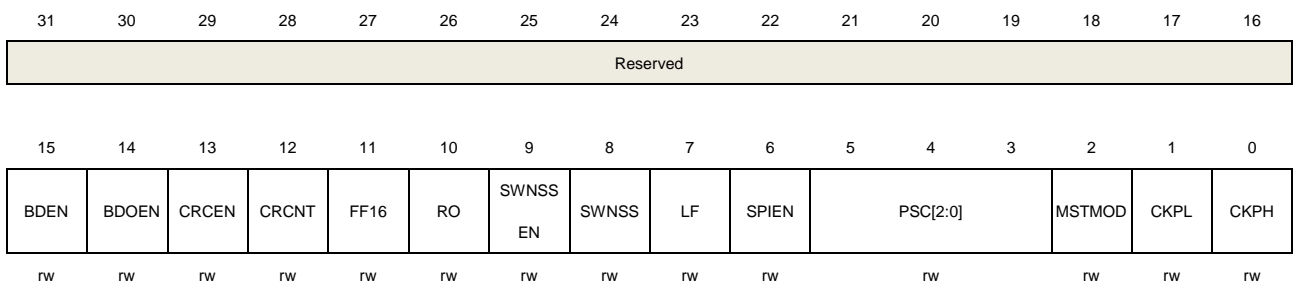 31 30 29 28 27 26 25 24 23 22 21 20 19 18 17 16
Reserved
15 14 13 12 11 10 9 8 7 6 5 4 3 2 1 0
BDEN BDOEN CRCEN CRCNT FF16 RO SWNSS EN SWNSS LF SPIEN PSC[2:0] MSTMOD CKPL CKPH
rw rw rw rw rw rw rw rw rw rw rw rw rw rw